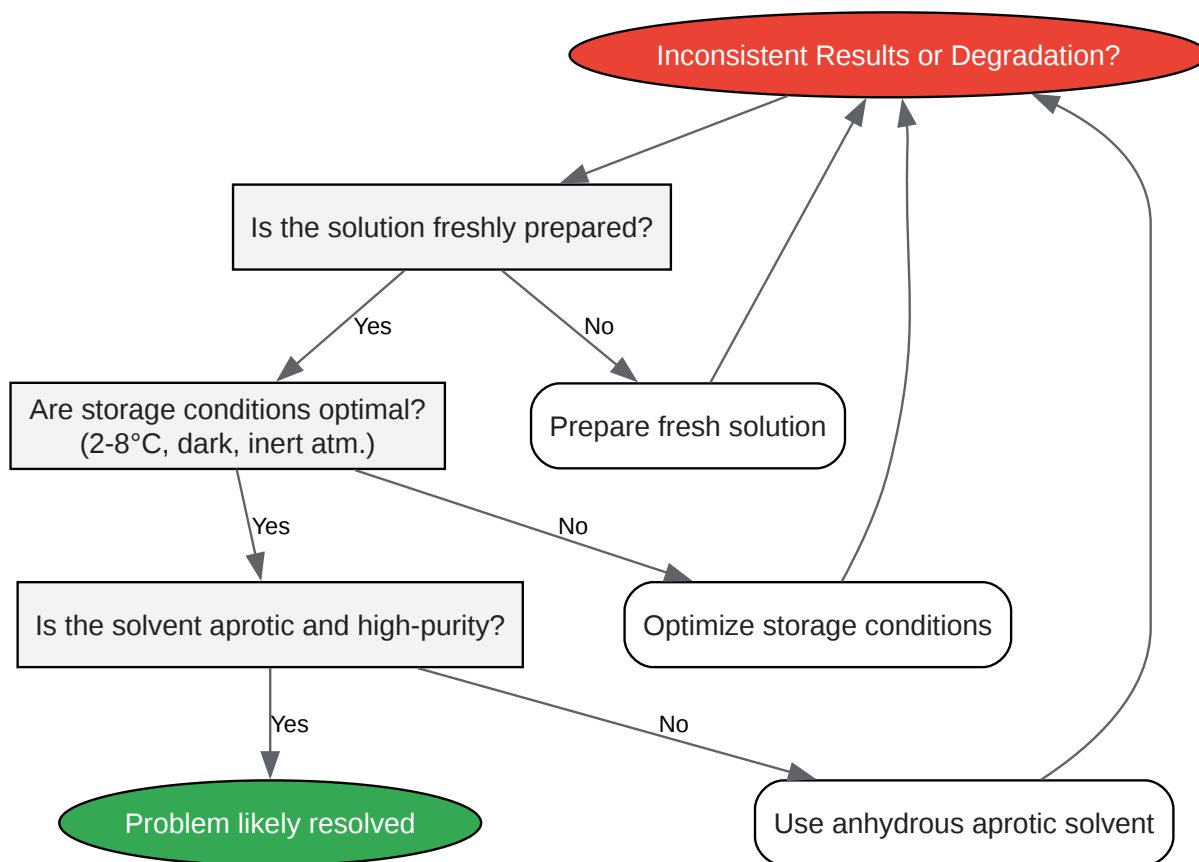 Inconsistent Results or Degradation?
Is the solution freshly prepared?
Yes
No
Are storage conditions optimal?
(2-8°C, dark, inert atm.)
Prepare fresh solution
Yes
No
Is the solvent aprotic and high-purity?
Optimize storage conditions
Yes
No
Problem likely resolved
Use anhydrous aprotic solvent